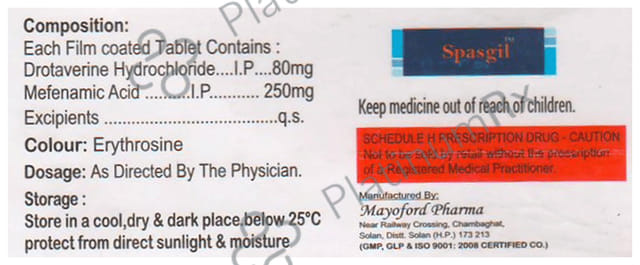 Composition:
Each Film coated Tablet Contains :
Drotaverine Hydrochloride....I.P....80mg
Mefenamic Acid ..........I.P........... 250mg
Excipients ....................................q.s.
Colour: Erythrosine
Dosage: As Directed By The Physician.
Storage :
Store in a cool,dry & dark place,below 25°C
protect from direct sunlight & moisture
Spasgil™
Keep medicine out of reach of children.
SCHEDULE H PRESCRIPTION DRUG - CAUTION
Not to be sold by retail without the prescription
of a Registered Medical Practitioner.
Manufactured By:
Mayoford Pharma
Near Railway Crossing, Chambaghat,
Solan, Distt. Solan (H.P.) 173 213
(GMP, GLP & ISO 9001: 2008 CERTIFIED CO.)
PlatinumRx